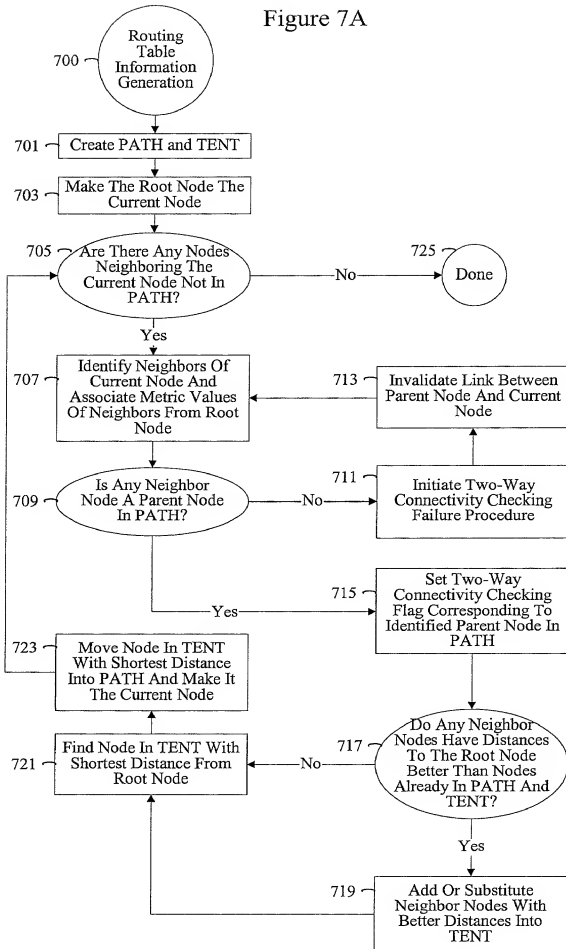 Figure 7A
700
Routing
Table
Information
Generation
701
Create PATH and TENT
703
Make The Root Node The
Current Node
705
Are There Any Nodes
Neighboring The
Current Node Not In
PATH?
No
725
Done
Yes
707
Identify Neighbors Of
Current Node And
Associate Metric Values
Of Neighbors From Root
Node
713
Invalidate Link Between
Parent Node And Current
Node
709
Is Any Neighbor
Node A Parent Node
In PATH?
No
711
Initiate Two-Way
Connectivity Checking
Failure Procedure
Yes
715
Set Two-Way
Connectivity Checking
Flag Corresponding To
Identified Parent Node In
PATH
723
Move Node In TENT
With Shortest Distance
Into PATH And Make It
The Current Node
717
Do Any Neighbor
Nodes Have Distances
To The Root Node
Better Than Nodes
Already In PATH And
TENT?
No
721
Find Node In TENT With
Shortest Distance From
Root Node
Yes
719
Add Or Substitute
Neighbor Nodes With
Better Distances Into
TENT